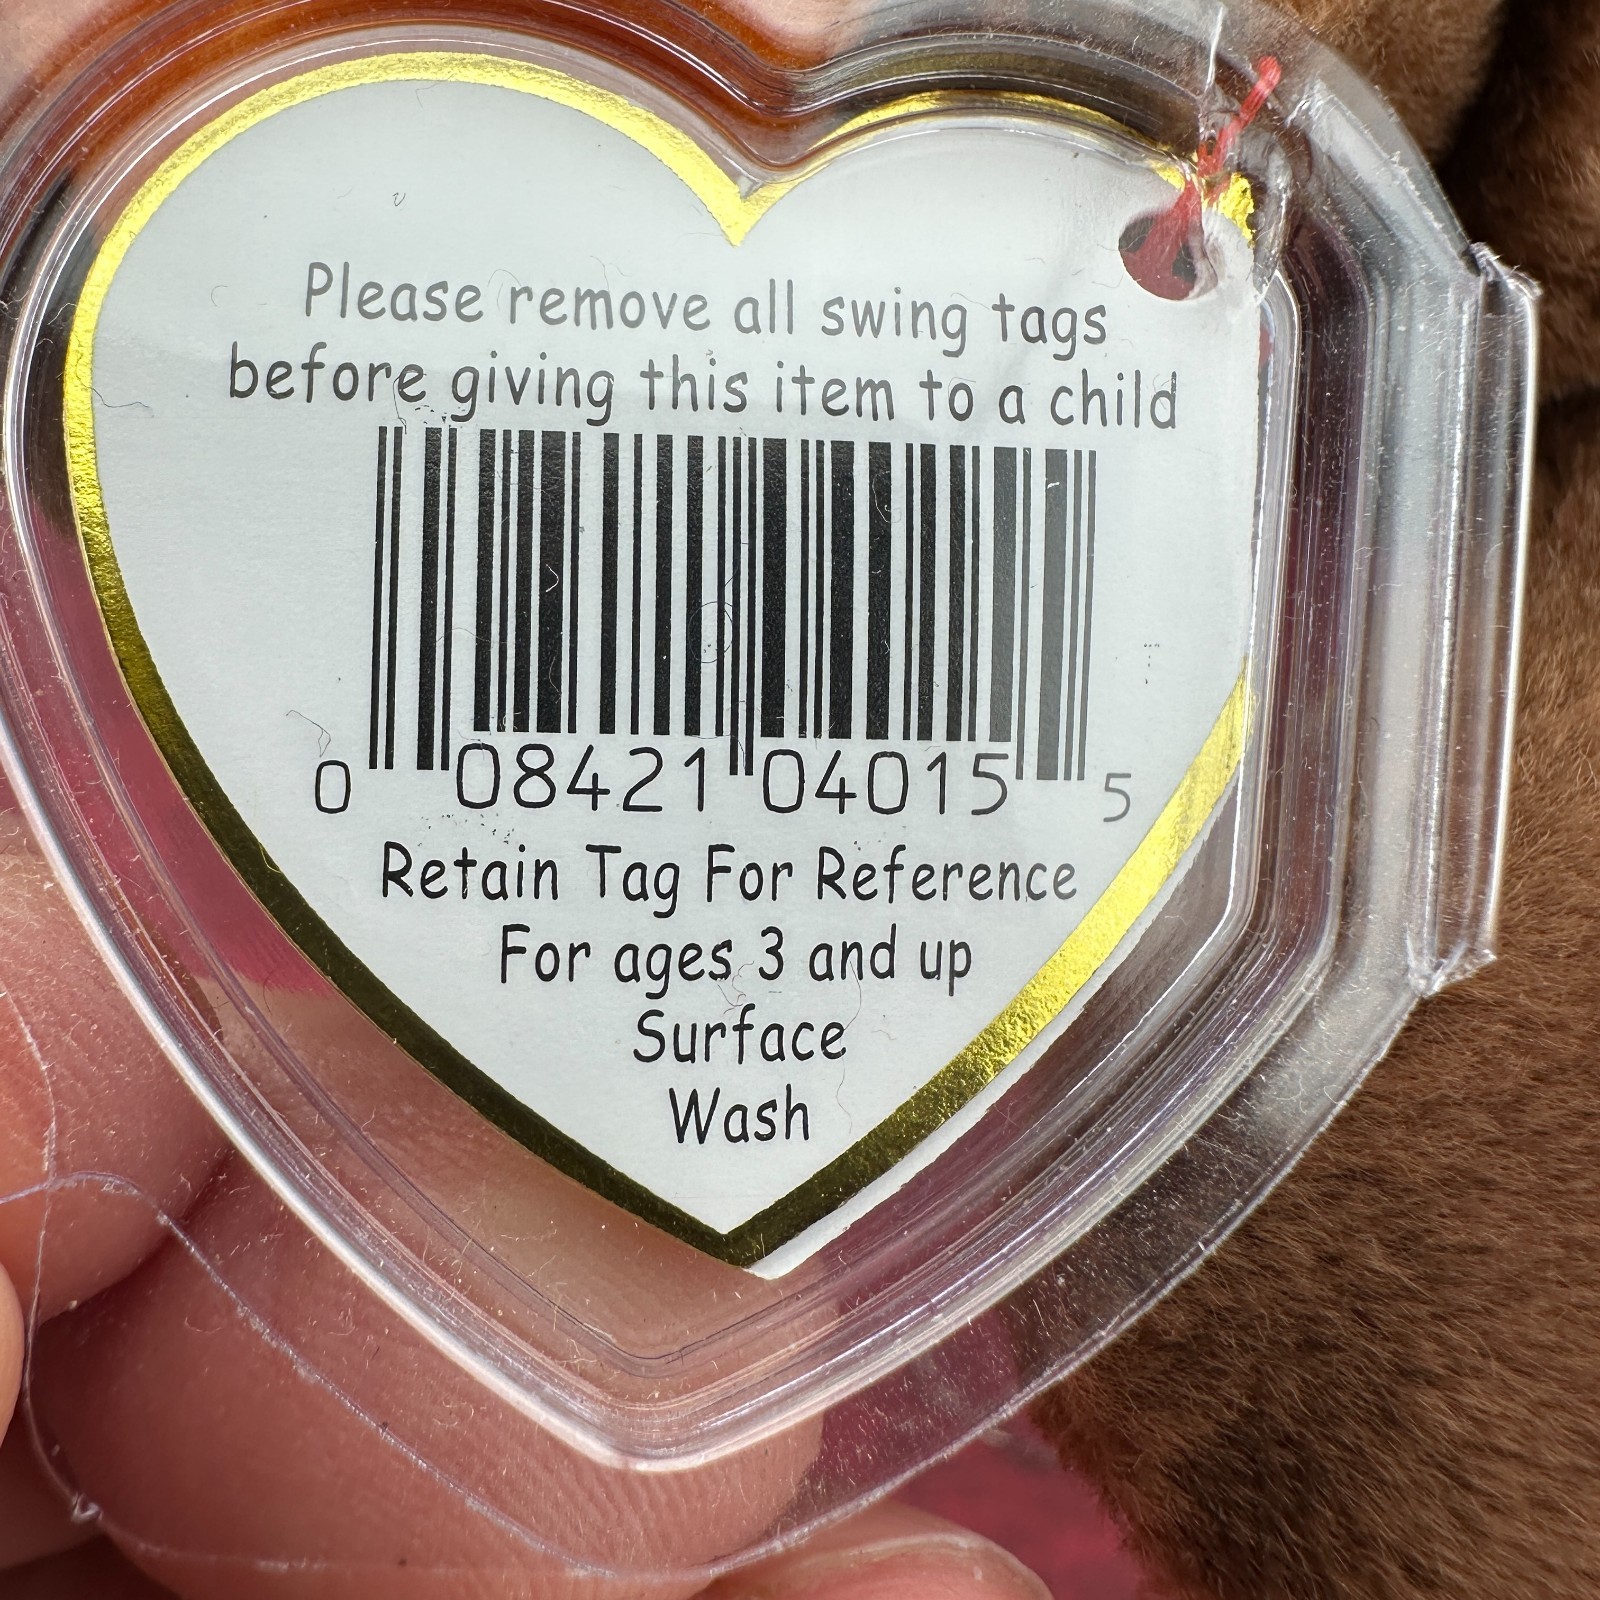 Please remove all swing tags
before giving this item to a child
0 08421 04015 5
Retain Tag For Reference
For ages 3 and up
Surface
Wash